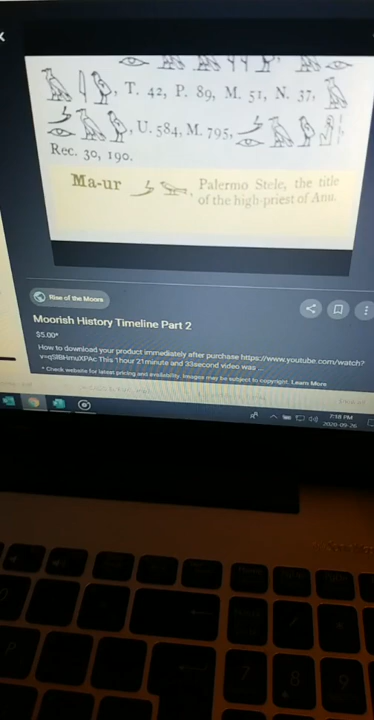 , T. 42, P. 89, M. 51, N. 37,
, U. 584, M. 795,
Rec. 30, 190.
Ma-ur , Palermo Stele, the title
of the high-priest of Anu.
Rise of the Moors
Moorish History Timeline Part 2
$5.00*
How to download your product immediately after purchase https://www.youtube.com/watch?
This 1hour 21minute and 33second video was ...
* Check website for latest pricing and availability. Images may be subject to copyright. Learn More
7:18 PM
2020-09-26
7 8 9